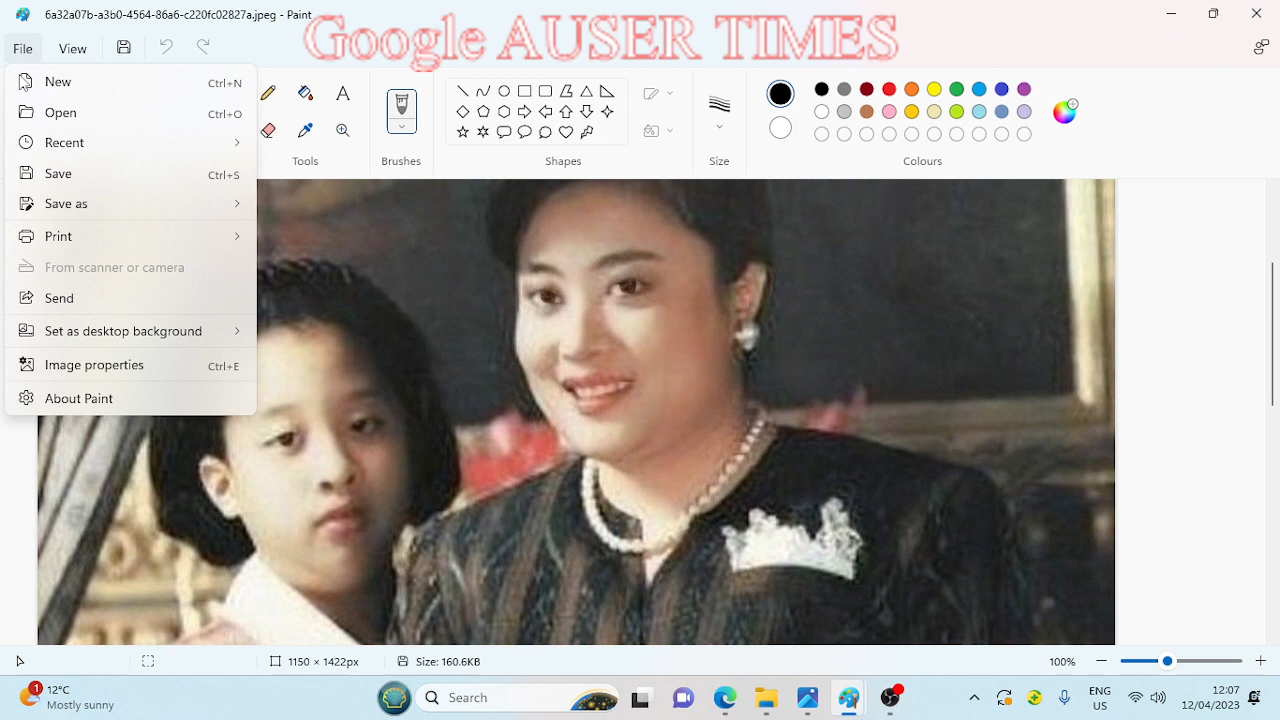 6a32a07b-a3b0-4564-86a6-c220fc02827a.jpeg - Paint
Google AUSER TIMES
File View
New Ctrl+N
Open Ctrl+O
Recent
Save Ctrl+S
Save as
Print
From scanner or camera
Send
Set as desktop background
Image properties Ctrl+E
About Paint
Tools
Brushes
Shapes
Size
Colours
1150 × 1422px
Size: 160.6KB
100%
1
12°C
Mostly sunny
Search
ENG
US
12:07
12/04/2023